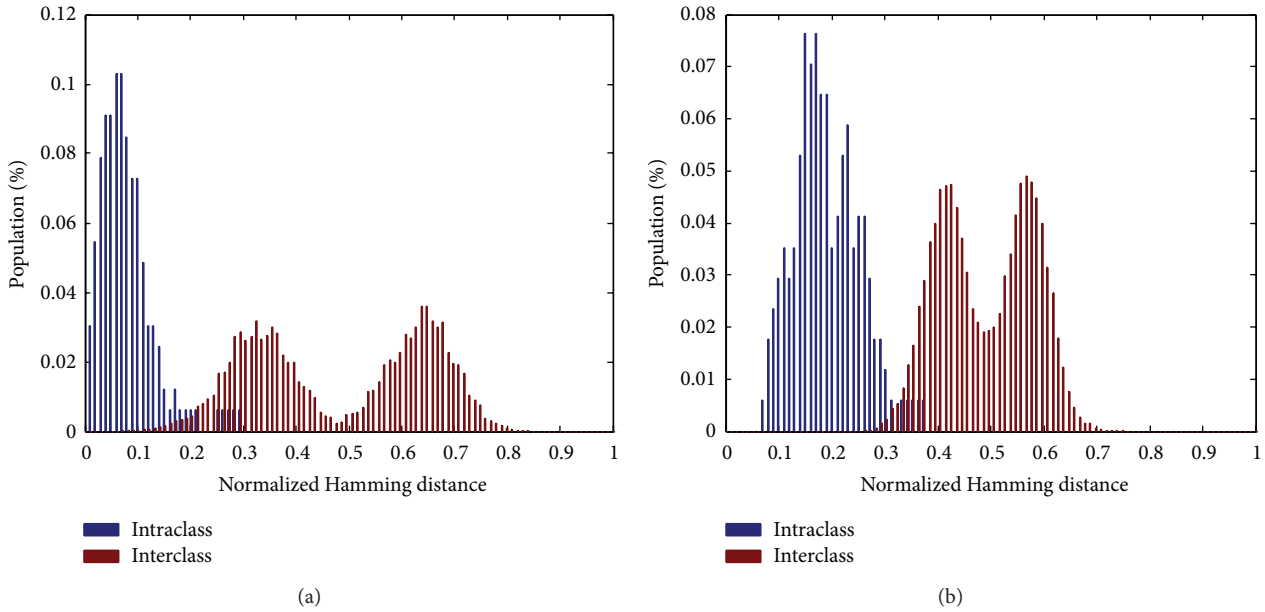 0.12
0.1
0.08
0.06
0.04
0.02
0
Population (%)
0 0.1 0.2 0.3 0.4 0.5 0.6 0.7 0.8 0.9 1
Normalized Hamming distance
Intraclass
Interclass
(a)
0.08
0.07
0.06
0.05
0.04
0.03
0.02
0.01
0
Population (%)
0 0.1 0.2 0.3 0.4 0.5 0.6 0.7 0.8 0.9 1
Normalized Hamming distance
Intraclass
Interclass
(b)